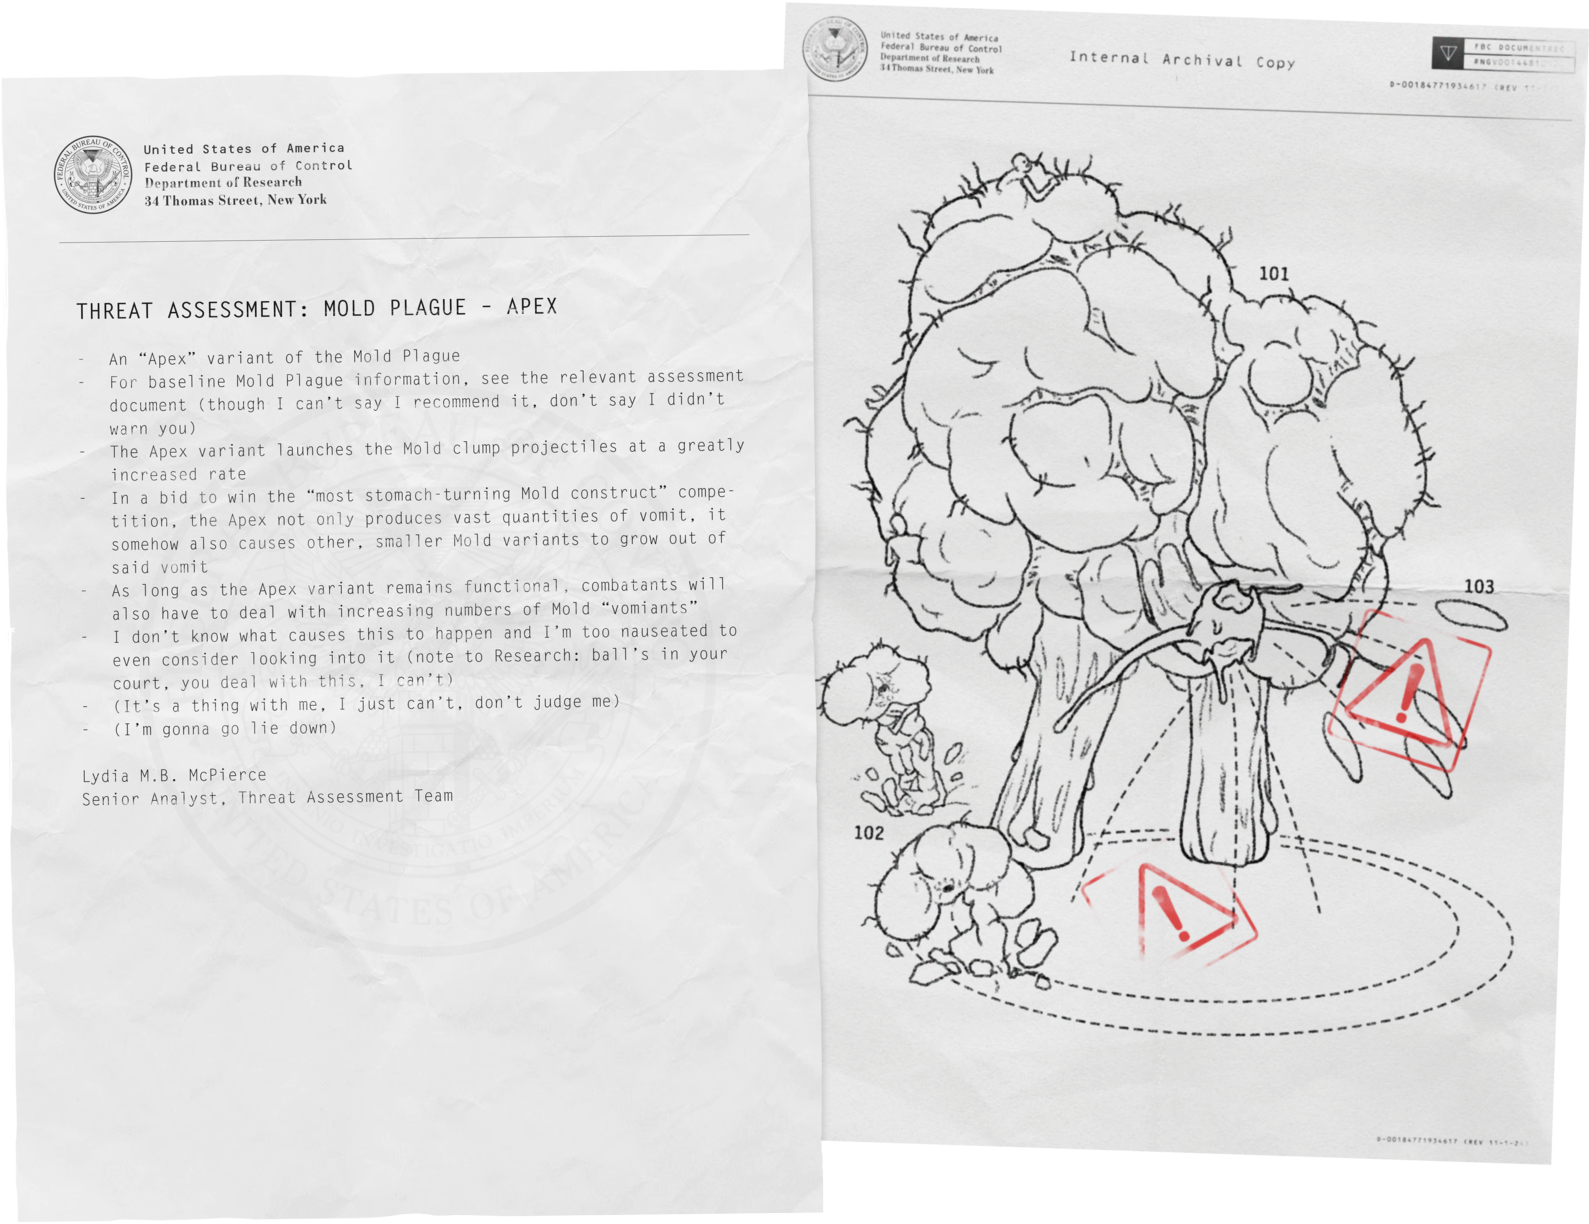 United States of America
Federal Bureau of Control
Department of Research
34 Thomas Street, New York
THREAT ASSESSMENT: MOLD PLAGUE - APEX
- An “Apex” variant of the Mold Plague
- For baseline Mold Plague information, see the relevant assessment
document (though I can’t say I recommend it, don’t say I didn’t
warn you)
- The Apex variant launches the Mold clump projectiles at a greatly
increased rate
- In a bid to win the “most stomach-turning Mold construct” compe-
tition, the Apex not only produces vast quantities of vomit, it
somehow also causes other, smaller Mold variants to grow out of
said vomit
- As long as the Apex variant remains functional, combatants will
also have to deal with increasing numbers of Mold “vomiants”
- I don’t know what causes this to happen and I’m too nauseated to
even consider looking into it (note to Research: ball’s in your
court, you deal with this, I can’t)
- (It’s a thing with me, I just can’t, don’t judge me)
- (I’m gonna go lie down)
Lydia M.B. McPierce
Senior Analyst, Threat Assessment Team
United States of America
Federal Bureau of Control
Department of Research
34 Thomas Street, New York
Internal Archival Copy
FBC
D-00184771934617 (REV
101
103
102
D-00184771934617 (REV